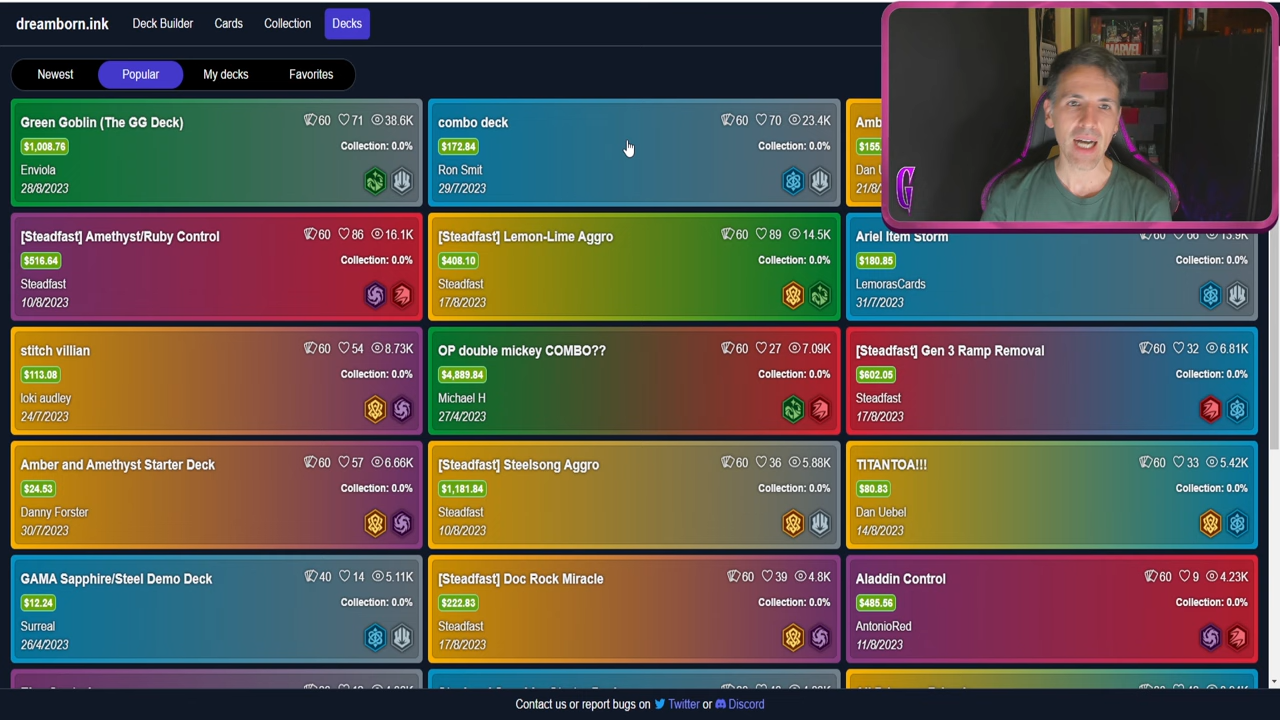 dreamborn.ink Deck Builder Cards Collection Decks
Newest Popular My decks Favorites
MARVEL
Green Goblin (The GG Deck) 60 71 38.6K
$1,008.76 Collection: 0.0%
Enviola
28/8/2023
combo deck 60 70 23.4K
$172.84 Collection: 0.0%
Ron Smit
29/7/2023
Amb
$155.
Dan
21/8/
G
[Steadfast] Amethyst/Ruby Control 60 86 16.1K
$516.64 Collection: 0.0%
Steadfast
10/8/2023
[Steadfast] Lemon-Lime Aggro 60 89 14.5K
$408.10 Collection: 0.0%
Steadfast
17/8/2023
Ariel Item Storm 60 66 13.9K
$180.85 Collection: 0.0%
LemorasCards
31/7/2023
stitch villian 60 54 8.73K
$113.08 Collection: 0.0%
loki audley
24/7/2023
OP double mickey COMBO?? 60 27 7.09K
$4,889.84 Collection: 0.0%
Michael H
27/4/2023
[Steadfast] Gen 3 Ramp Removal 60 32 6.81K
$602.05 Collection: 0.0%
Steadfast
17/8/2023
Amber and Amethyst Starter Deck 60 57 6.66K
$24.53 Collection: 0.0%
Danny Forster
30/7/2023
[Steadfast] Steelsong Aggro 60 36 5.88K
$1,181.84 Collection: 0.0%
Steadfast
10/8/2023
TITANTOA!!! 60 33 5.42K
$80.83 Collection: 0.0%
Dan Uebel
14/8/2023
GAMA Sapphire/Steel Demo Deck 40 14 5.11K
$12.24 Collection: 0.0%
Surreal
26/4/2023
[Steadfast] Doc Rock Miracle 60 39 4.8K
$222.83 Collection: 0.0%
Steadfast
17/8/2023
Aladdin Control 60 9 4.23K
$485.56 Collection: 0.0%
AntonioRed
11/8/2023
Contact us or report bugs on Twitter or Discord